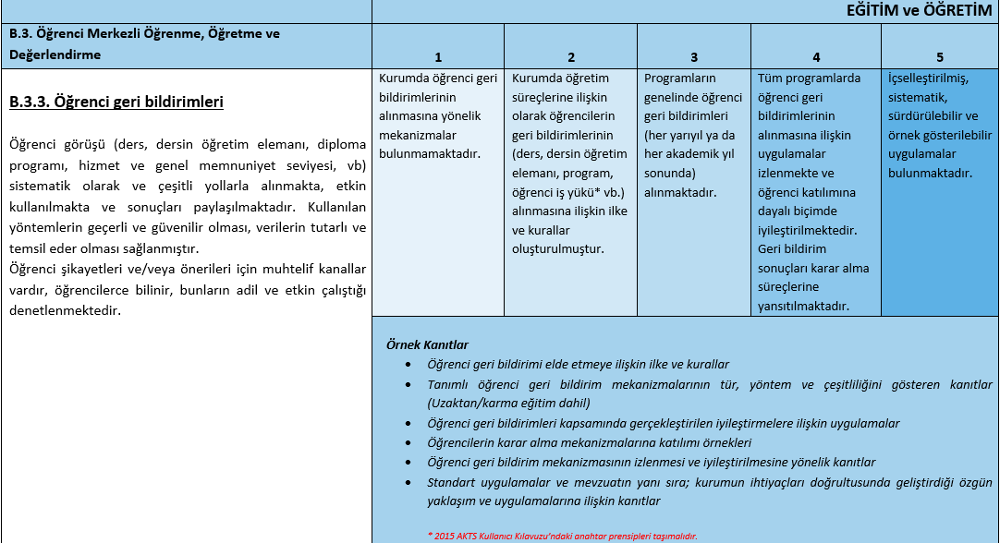 EĞİTİM ve ÖĞRETİM
B.3. Öğrenci Merkezli Öğrenme, Öğretme ve
Değerlendirme
1
2
3
4
5
B.3.3. Öğrenci geri bildirimleri
Öğrenci görüşü (ders, dersin öğretim elemanı, diploma
programı, hizmet ve genel memnuniyet seviyesi, vb)
sistematik olarak ve çeşitli yollarla alınmakta, etkin
kullanılmakta ve sonuçları paylaşılmaktadır. Kullanılan
yöntemlerin geçerli ve güvenilir olması, verilerin tutarlı ve
temsil eder olması sağlanmıştır.
Öğrenci şikayetleri ve/veya önerileri için muhtelif kanallar
vardır, öğrencilerce bilinir, bunların adil ve etkin çalıştığı
denetlenmektedir.
Kurumda öğrenci geri
bildirimlerinin
alınmasına yönelik
mekanizmalar
bulunmamaktadır.
Kurumda öğretim
süreçlerine ilişkin
olarak öğrencilerin
geri bildirimlerinin
(ders, dersin öğretim
elemanı, program,
öğrenci iş yükü* vb.)
alınmasına ilişkin ilke
ve kurallar
oluşturulmuştur.
Programların
genelinde öğrenci
geri bildirimleri
(her yarıyıl ya da
her akademik yıl
sonunda)
alınmaktadır.
Tüm programlarda
öğrenci geri
bildirimlerinin
alınmasına ilişkin
uygulamalar
izlenmekte ve
öğrenci katılımına
dayalı biçimde
iyileştirilmektedir.
Geri bildirim
sonuçları karar alma
süreçlerine
yansıtılmaktadır.
İçselleştirilmiş,
sistematik,
sürdürülebilir ve
örnek gösterilebilir
uygulamalar
bulunmaktadır.
Örnek Kanıtlar
• Öğrenci geri bildirimi elde etmeye ilişkin ilke ve kurallar
• Tanımlı öğrenci geri bildirim mekanizmalarının tür, yöntem ve çeşitliliğini gösteren kanıtlar
(Uzaktan/karma eğitim dahil)
• Öğrenci geri bildirimleri kapsamında gerçekleştirilen iyileştirmelere ilişkin uygulamalar
• Öğrencilerin karar alma mekanizmalarına katılımı örnekleri
• Öğrenci geri bildirim mekanizmasının izlenmesi ve iyileştirilmesine yönelik kanıtlar
• Standart uygulamalar ve mevzuatın yanı sıra; kurumun ihtiyaçları doğrultusunda geliştirdiği özgün
yaklaşım ve uygulamalarına ilişkin kanıtlar
* 2015 AKTS Kullanıcı Kılavuzu’ndaki anahtar prensipleri taşımalıdır.